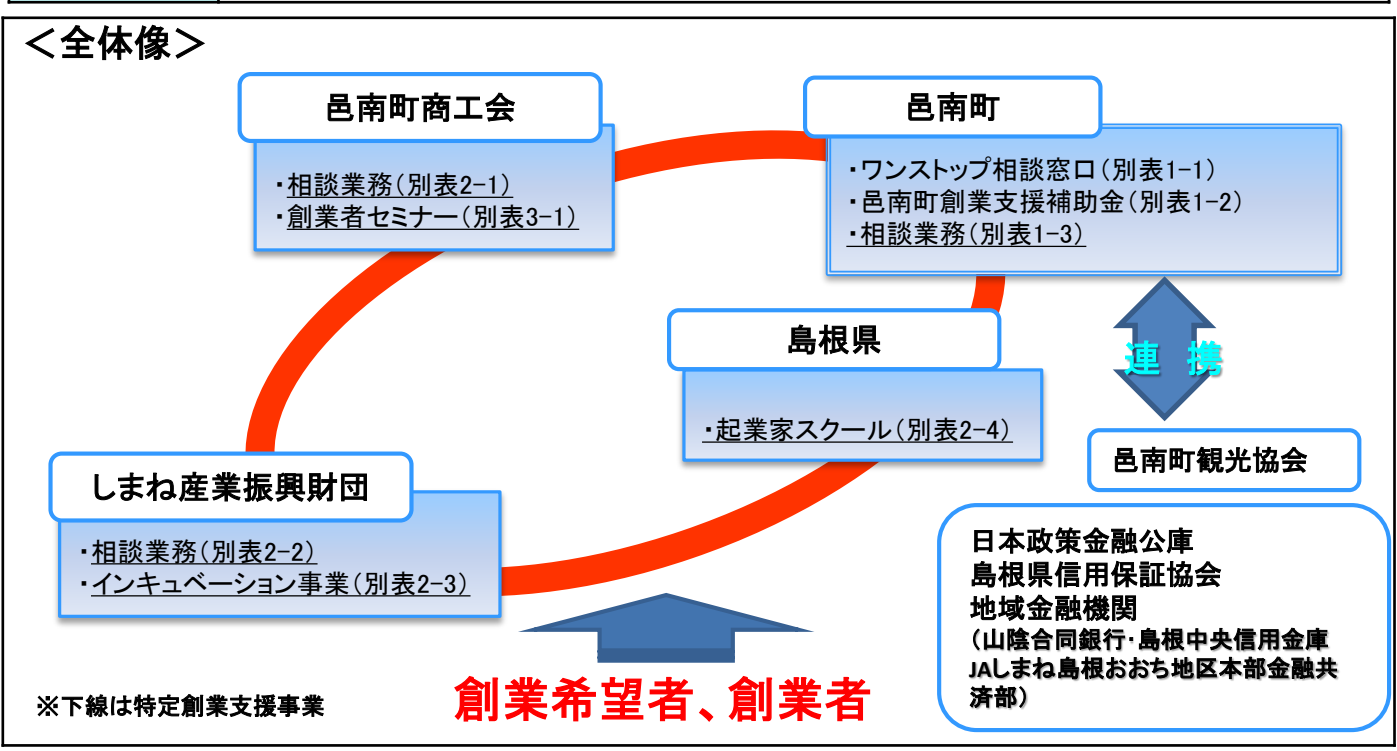 ＜全体像＞
邑南町商工会
・相談業務(別表2-1)
・創業者セミナー(別表3-1)
邑南町
・ワンストップ相談窓口(別表1-1)
・邑南町創業支援補助金(別表1-2)
・相談業務(別表1-3)
島根県
・起業家スクール(別表2-4)
連 携
邑南町観光協会
しまね産業振興財団
・相談業務(別表2-2)
・インキュベーション事業(別表2-3)
日本政策金融公庫
島根県信用保証協会
地域金融機関
(山陰合同銀行・島根中央信用金庫
JAしまね島根おおち地区本部金融共
済部)
創業希望者、創業者
※下線は特定創業支援事業